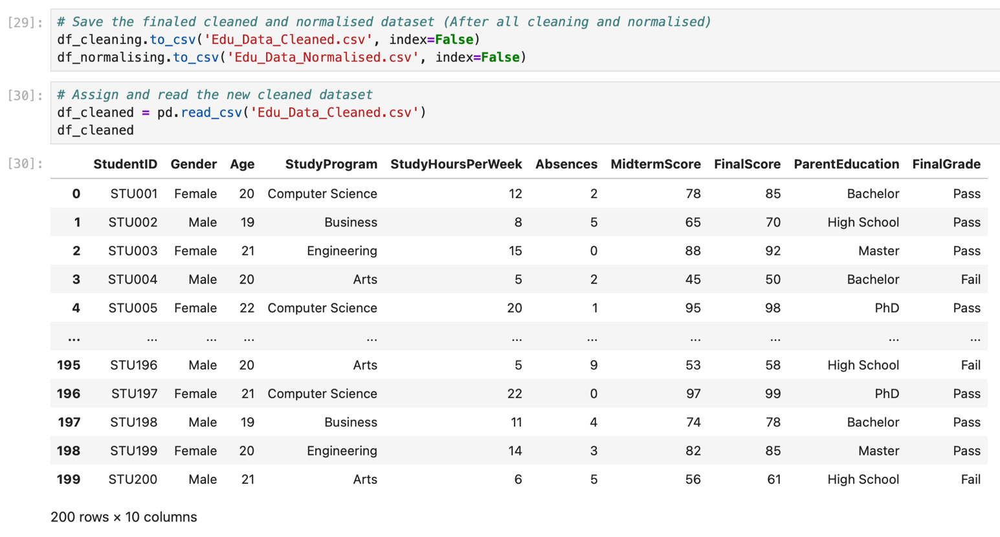 [29]: # Save the finaled cleaned and normalised dataset (After all cleaning and normalised)
df_cleaning.to_csv('Edu_Data_Cleaned.csv', index=False)
df_normalising.to_csv('Edu_Data_Normalised.csv', index=False)
[30]: # Assign and read the new cleaned dataset
df_cleaned = pd.read_csv('Edu_Data_Cleaned.csv')
df_cleaned
[30]: StudentID Gender Age StudyProgram StudyHoursPerWeek Absences MidtermScore FinalScore ParentEducation FinalGrade
0 STU001 Female 20 Computer Science 12 2 78 85 Bachelor Pass
1 STU002 Male 19 Business 8 5 65 70 High School Pass
2 STU003 Female 21 Engineering 15 0 88 92 Master Pass
3 STU004 Male 20 Arts 5 2 45 50 Bachelor Fail
4 STU005 Female 22 Computer Science 20 1 95 98 PhD Pass
... ... ... ... ... ... ... ... ... ... ...
195 STU196 Male 20 Arts 5 9 53 58 High School Fail
196 STU197 Female 21 Computer Science 22 0 97 99 PhD Pass
197 STU198 Male 19 Business 11 4 74 78 Bachelor Pass
198 STU199 Female 20 Engineering 14 3 82 85 Master Pass
199 STU200 Male 21 Arts 6 5 56 61 High School Fail
200 rows × 10 columns